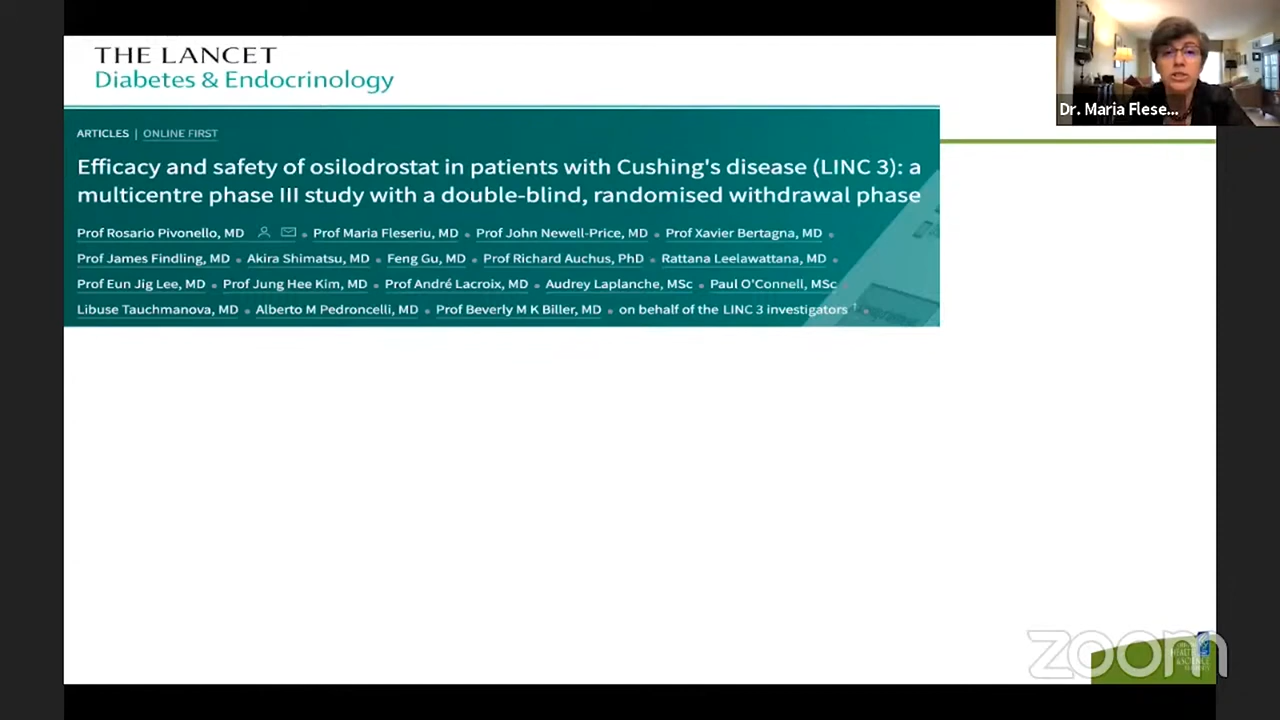 THE LANCET
Diabetes & Endocrinology
Dr. Maria Flese...
ARTICLES | ONLINE FIRST
Efficacy and safety of osilodrostat in patients with Cushing's disease (LINC 3): a
multicentre phase III study with a double-blind, randomised withdrawal phase
Prof Rosario Pivonello, MD • Prof Maria Fleseriu, MD • Prof John Newell-Price, MD • Prof Xavier Bertagna, MD •
Prof James Findling, MD • Akira Shimatsu, MD • Feng Gu, MD • Prof Richard Auchus, PhD • Rattana Leelawattana, MD •
Prof Eun Jig Lee, MD • Prof Jung Hee Kim, MD • Prof André Lacroix, MD • Audrey Laplanche, MSc • Paul O'Connell, MSc •
Libuse Tauchmanova, MD • Alberto M Pedroncelli, MD • Prof Beverly M K Biller, MD • on behalf of the LINC 3 investigators † •
zoom
HEALTH
&SCIENCE